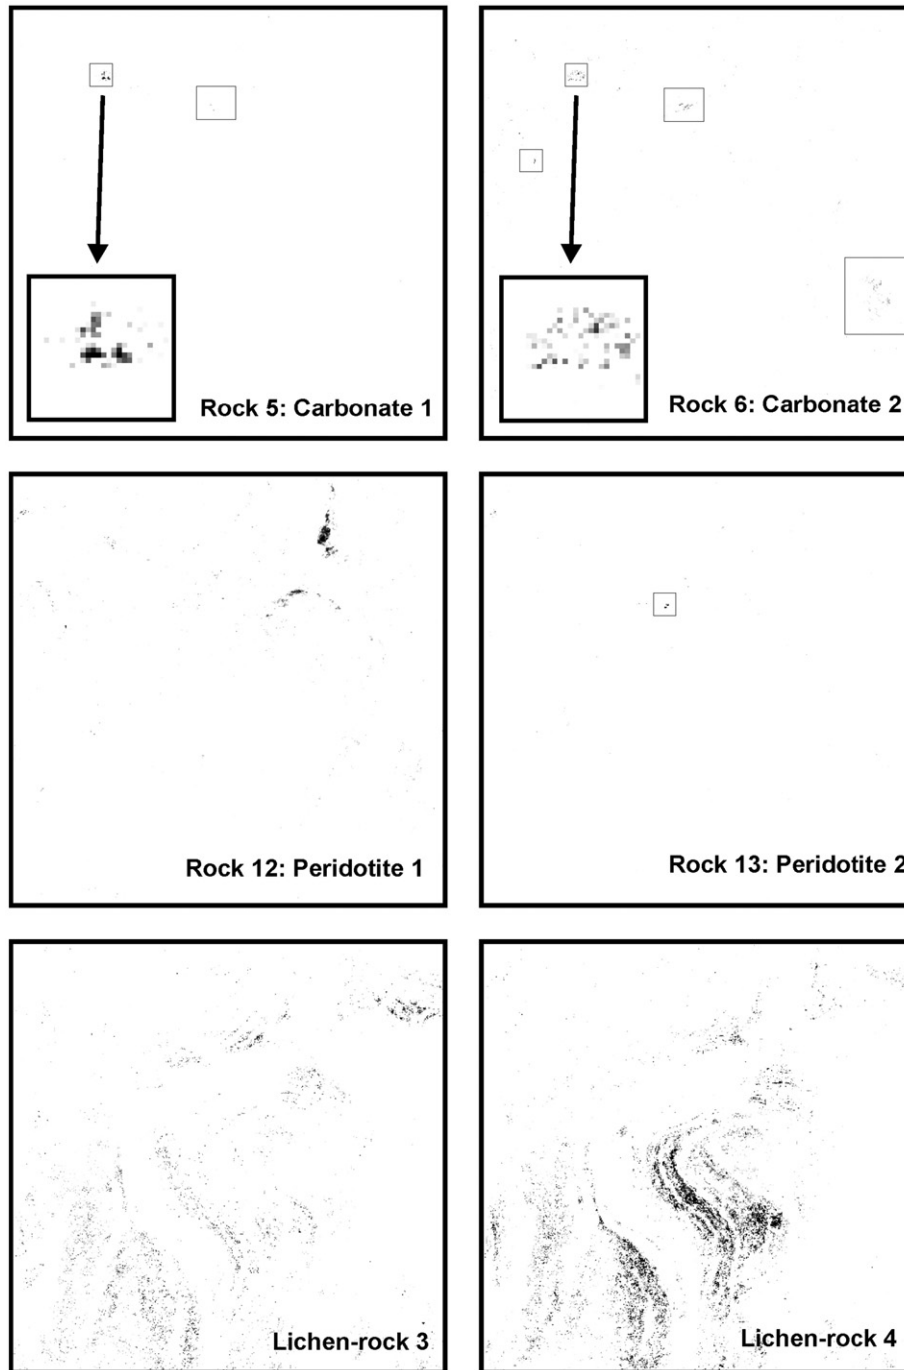 Rock 5: Carbonate 1
Rock 6: Carbonate 2
Rock 12: Peridotite 1
Rock 13: Peridotite 2
Lichen-rock 3
Lichen-rock 4